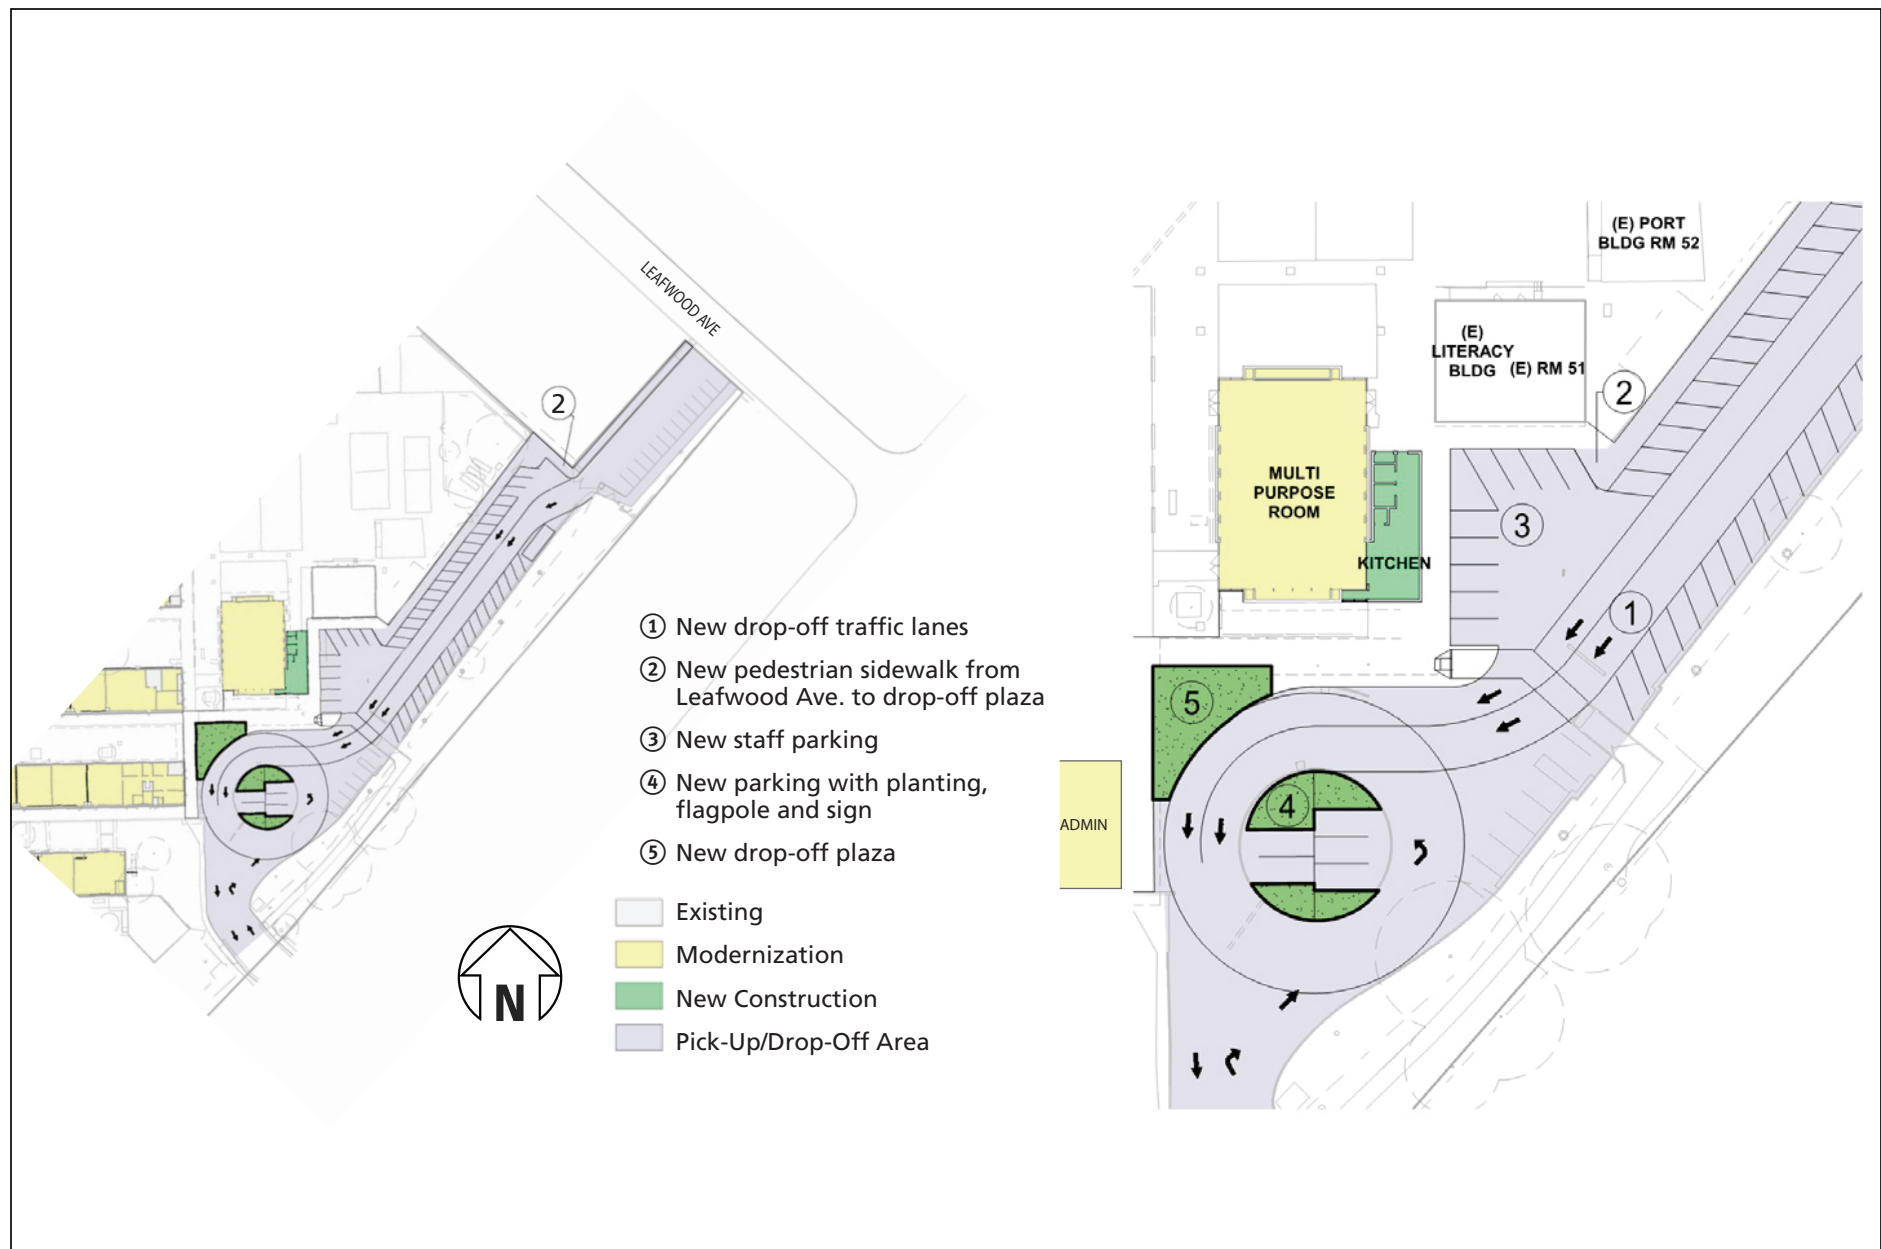 LEAFWOOD AVE
2
① New drop-off traffic lanes
② New pedestrian sidewalk from
Leafwood Ave. to drop-off plaza
③ New staff parking
④ New parking with planting,
flagpole and sign
⑤ New drop-off plaza
Existing
Modernization
New Construction
Pick-Up/Drop-Off Area
N
(E) PORT
BLDG RM 52
(E)
LITERACY
BLDG
(E) RM 51
2
MULTI
PURPOSE
ROOM
KITCHEN
3
1
5
4
ADMIN